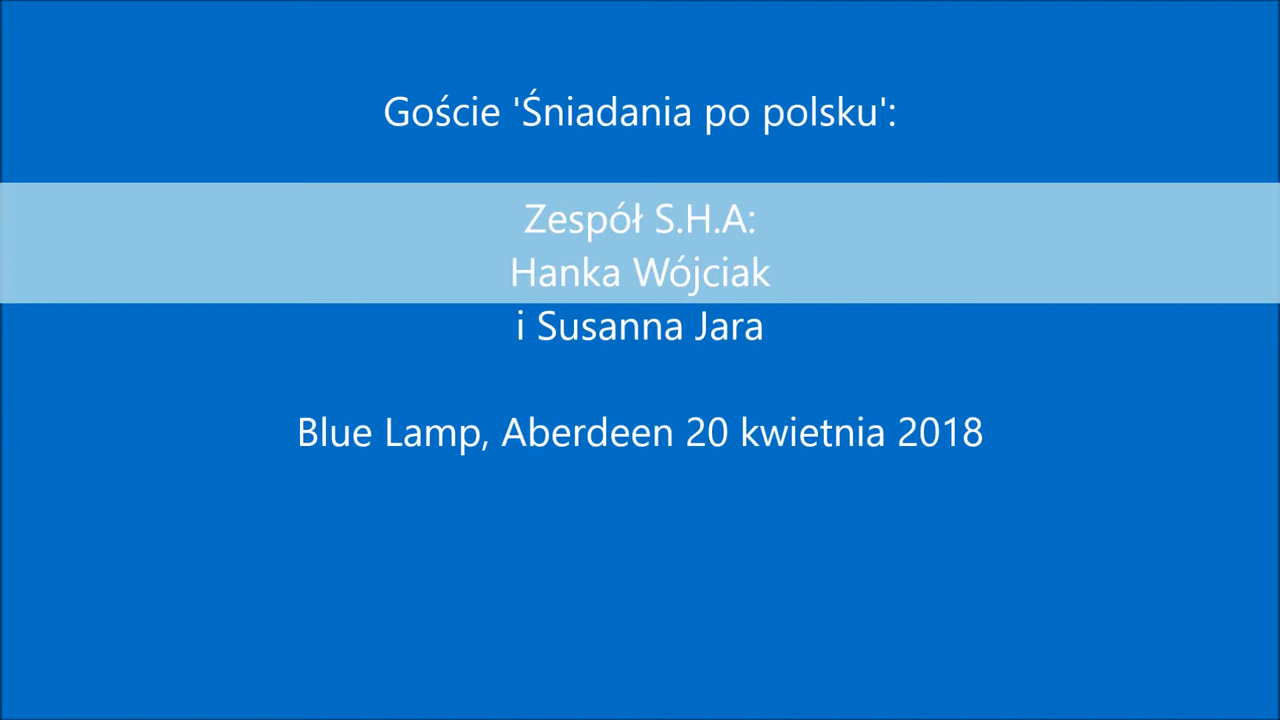 Goście 'Śniadania po polsku':
Zespół S.H.A:
Hanka Wójciak
i Susanna Jara
Blue Lamp, Aberdeen 20 kwietnia 2018